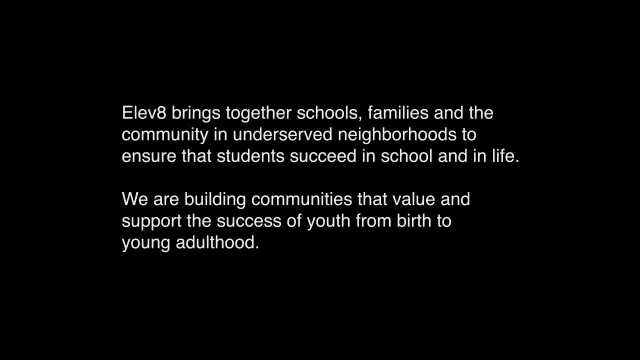 Elev8 brings together schools, families and the
community in underserved neighborhoods to
ensure that students succeed in school and in life.
We are building communities that value and
support the success of youth from birth to
young adulthood.